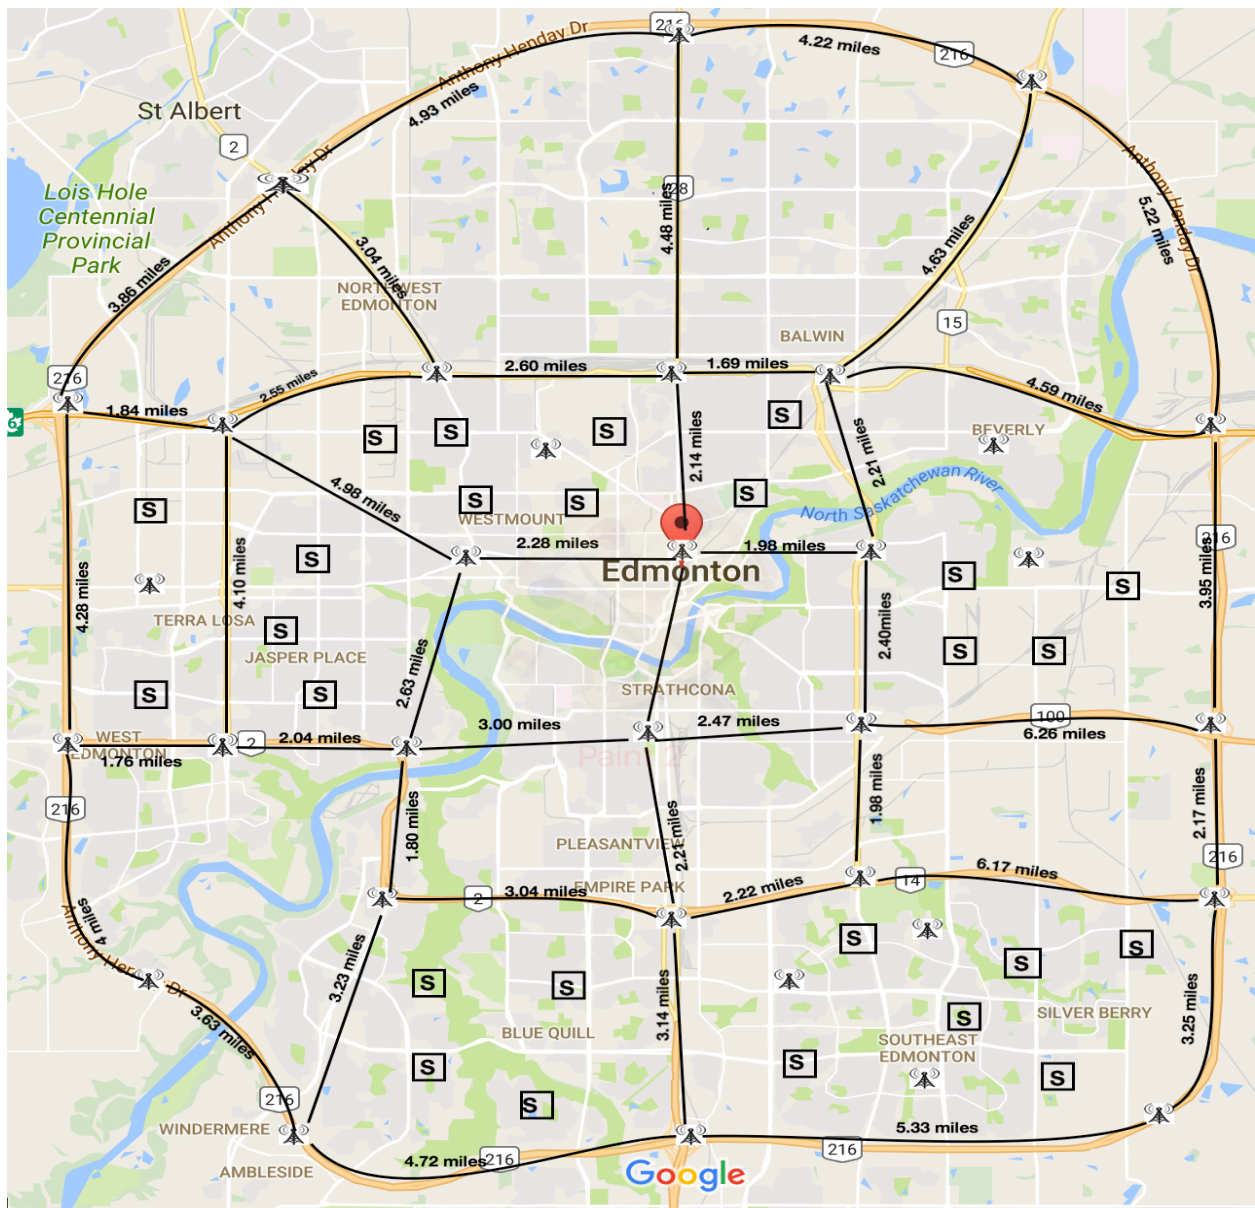 216
Anthony Henday Dr
4.22 miles
216
St Albert
4.93 miles
2
Anthony Henday Dr
Anthony Henday Dr
Lois Hole
Centennial
Provincial
Park
28
4.48 miles
5.22 miles
4.63 miles
3.04 miles
3.86 miles
NORTHWEST
EDMONTON
15
BALWIN
216
2.60 miles
1.69 miles
2.55 miles
4.59 miles
1.84 miles
6
S
S
S
S
BEVERLY
2.14 miles
2.21 miles
4.98 miles
S
S
S
S
North Saskatchewan River
WESTMOUNT
216
2.28 miles
1.98 miles
S
Edmonton
S
S
3.95 miles
4.28 miles
4.10 miles
TERRA LOSA
S
JASPER PLACE
2.40miles
S
S
2.63 miles
S
S
STRATHCONA
3.00 miles
2.47 miles
100
6.26 miles
WEST
EDMONTON
2
2.04 miles
1.76 miles
Paint 2
216
1.80 miles
1.98 miles
2.17 miles
PLEASANTVIEW
2.21 miles
216
EMPIRE PARK
2
3.04 miles
2.22 miles
14
6.17 miles
4 miles
Anthony Henday Dr
S
S
S
S
S
3.23 miles
3.14 miles
3.25 miles
3.63 miles
BLUE QUILL
S
SILVER BERRY
SOUTHEAST
EDMONTON
S
S
S
216
S
WINDERMERE
5.33 miles
216
4.72 miles
216
AMBLESIDE
Google